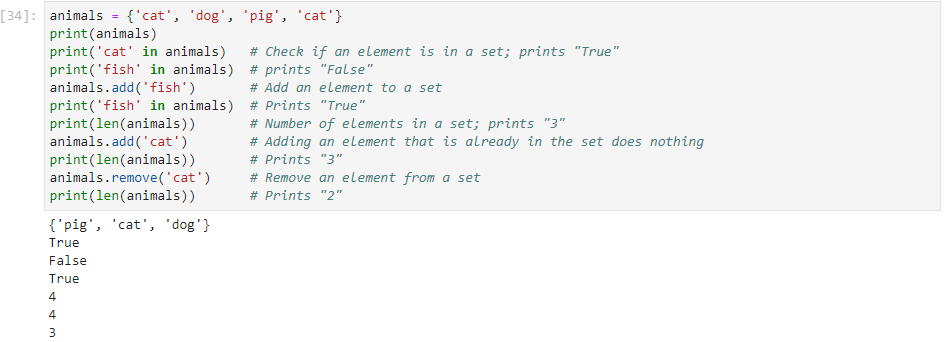 [34]: animals = {'cat', 'dog', 'pig', 'cat'}
print(animals)
print('cat' in animals)   # Check if an element is in a set; prints "True"
print('fish' in animals)  # prints "False"
animals.add('fish')       # Add an element to a set
print('fish' in animals)  # Prints "True"
print(len(animals))       # Number of elements in a set; prints "3"
animals.add('cat')        # Adding an element that is already in the set does nothing
print(len(animals))       # Prints "3"
animals.remove('cat')     # Remove an element from a set
print(len(animals))       # Prints "2"
{'pig', 'cat', 'dog'}
True
False
True
4
4
3